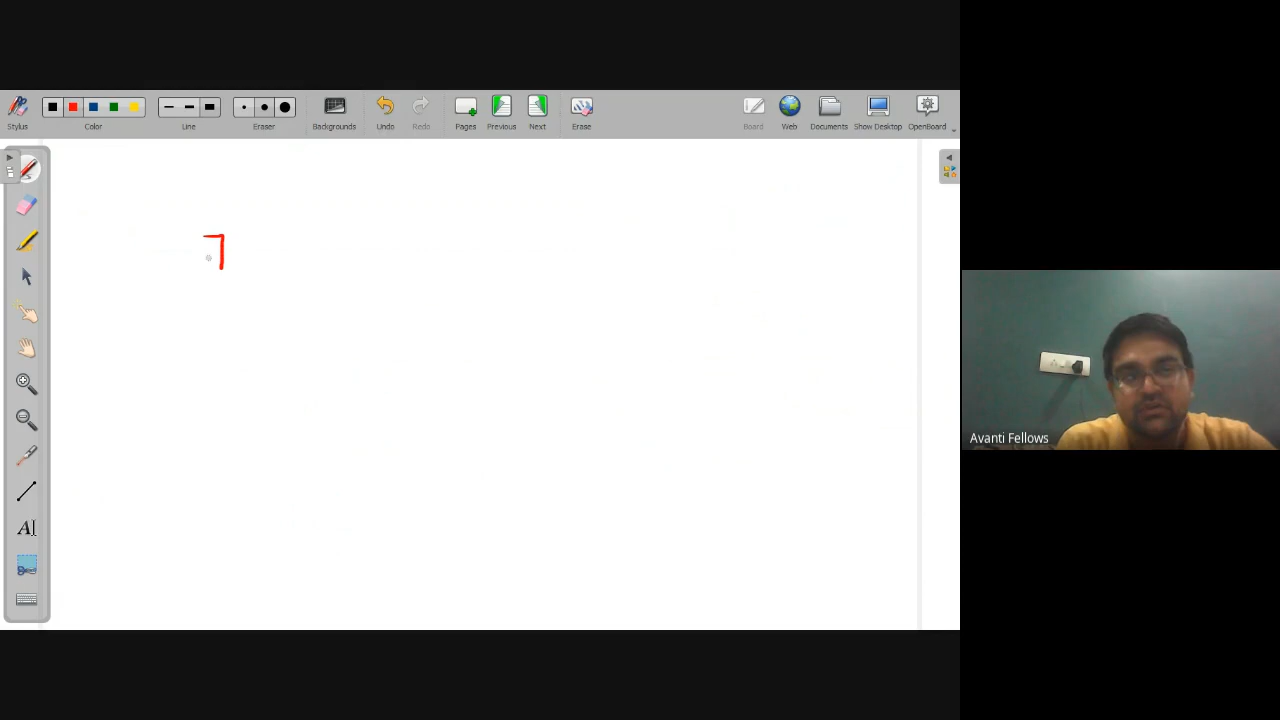 Stylus Color Line Eraser Backgrounds Undo Redo Pages Previous Next Erase Board Web Documents Show Desktop OpenBoard
A
Avanti Fellows